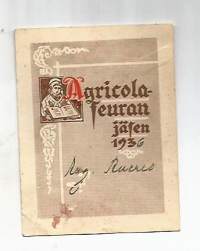 Agricola-
seuran
jäsen
1936